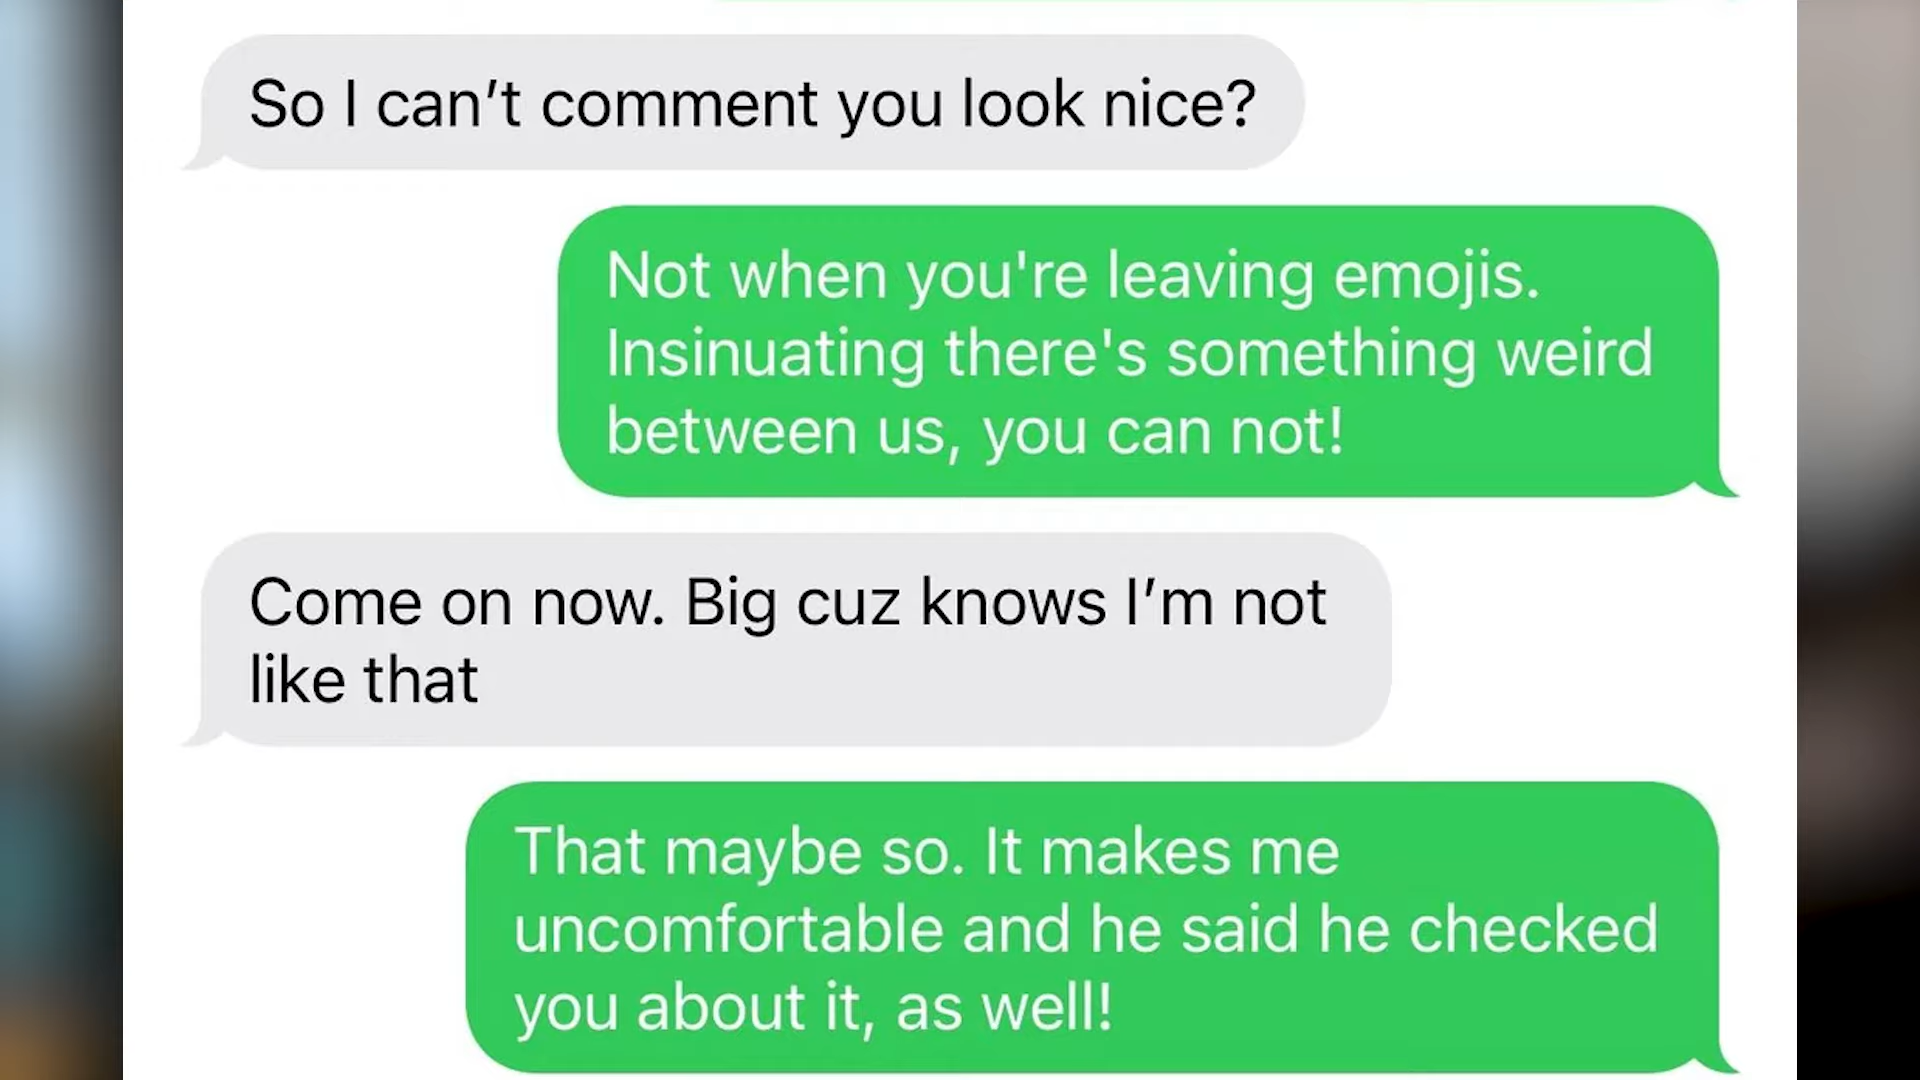 So I can’t comment you look nice?
Not when you're leaving emojis.
Insinuating there's something weird
between us, you can not!
Come on now. Big cuz knows I’m not
like that
That maybe so. It makes me
uncomfortable and he said he checked
you about it, as well!